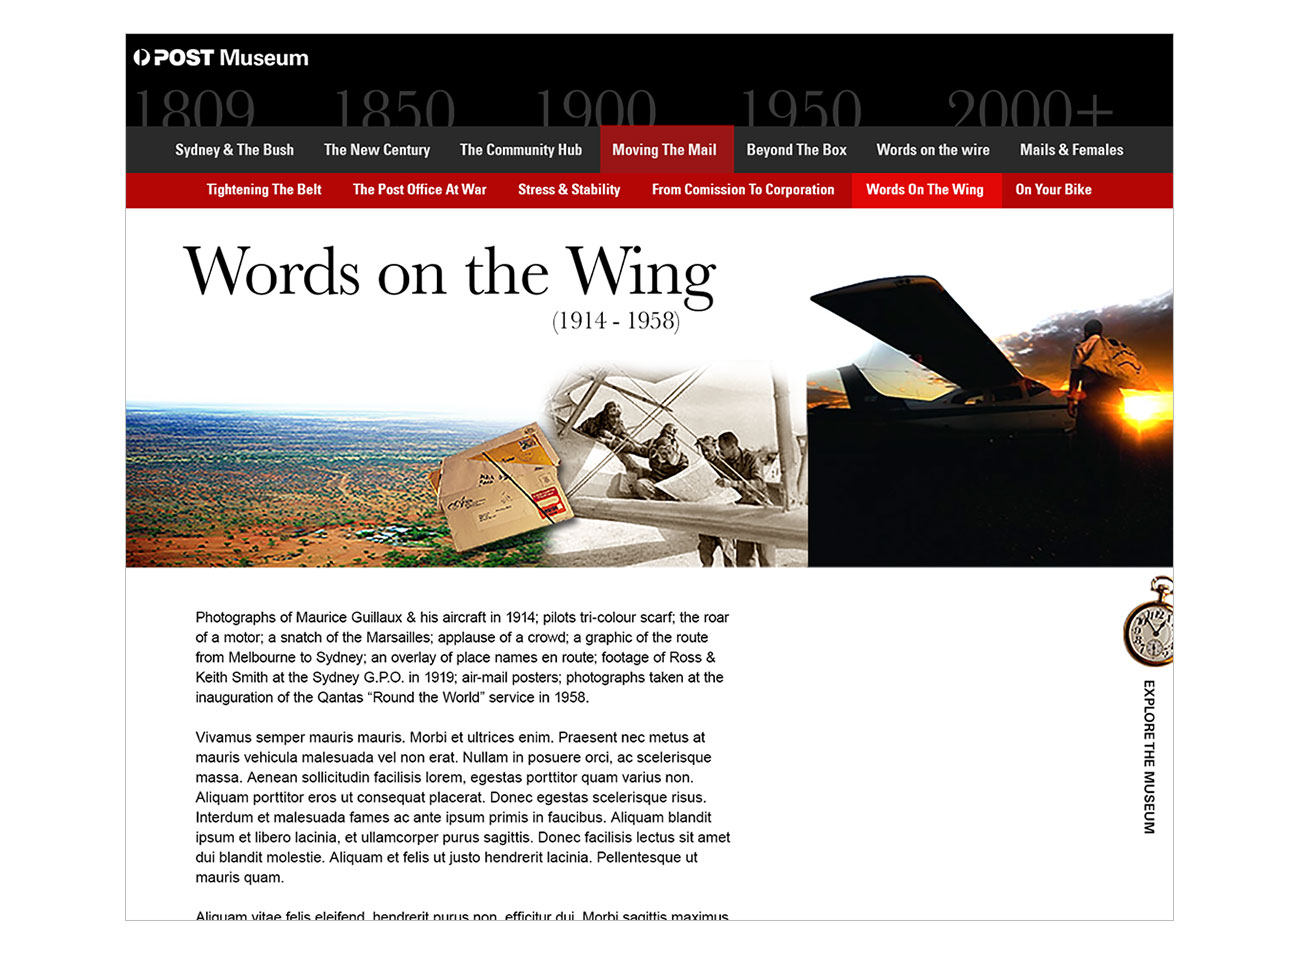 POST Museum
1809 1850 1900 1950 2000+
Sydney & The Bush The New Century The Community Hub Moving The Mail Beyond The Box Words on the wire Mails & Females
Tightening The Belt The Post Office At War Stress & Stability From Comission To Corporation Words On The Wing On Your Bike
Words on the Wing
(1914 - 1958)
Photographs of Maurice Guillaux & his aircraft in 1914; pilots tri-colour scarf; the roar
of a motor; a snatch of the Marsailles; applause of a crowd; a graphic of the route
from Melbourne to Sydney; an overlay of place names en route; footage of Ross &
Keith Smith at the Sydney G.P.O. in 1919; air-mail posters; photographs taken at the
inauguration of the Qantas “Round the World” service in 1958.
Vivamus semper mauris mauris. Morbi et ultrices enim. Praesent nec metus at
mauris vehicula malesuada vel non erat. Nullam in posuere orci, ac scelerisque
massa. Aenean sollicitudin facilisis lorem, egestas porttitor quam varius non.
Aliquam porttitor eros ut consequat placerat. Donec egestas scelerisque risus.
Interdum et malesuada fames ac ante ipsum primis in faucibus. Aliquam blandit
ipsum et libero lacinia, et ullamcorper purus sagittis. Donec facilisis lectus sit amet
dui blandit molestie. Aliquam et felis ut justo hendrerit lacinia. Pellentesque ut
mauris quam.
Aliquam vitae felis eleifend, hendrerit purus non, efficitur dui. Morbi sagittis maximus
EXPLORE THE MUSEUM